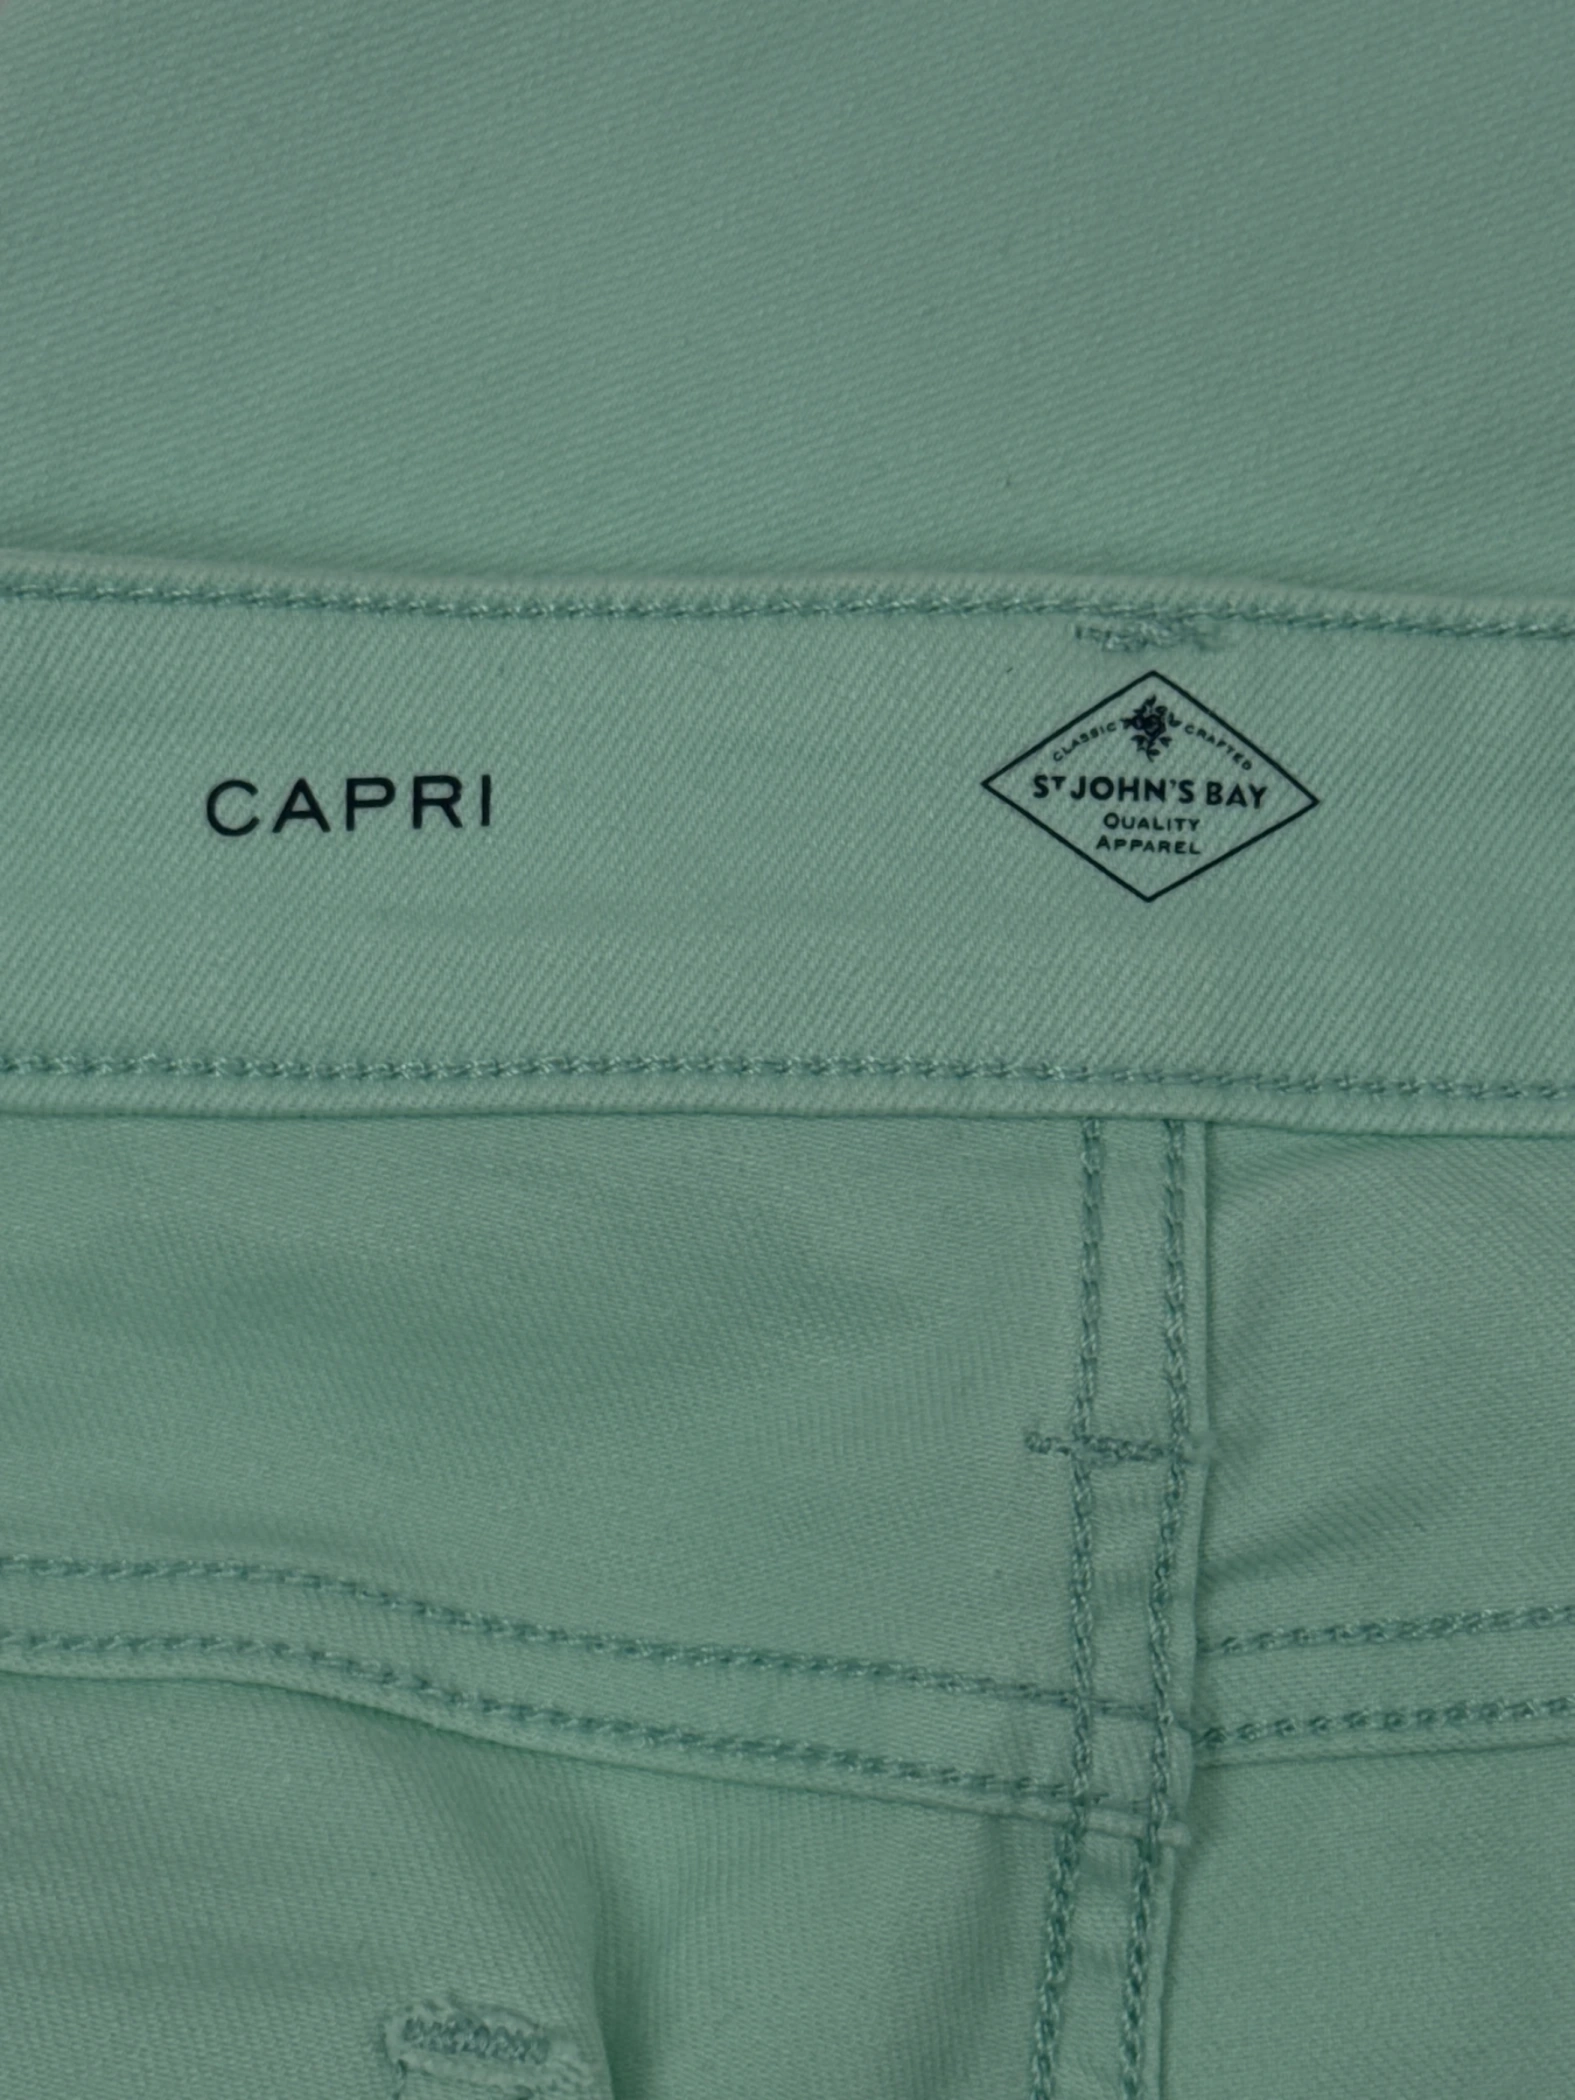 CAPRI
CLASSIC CRAFTED
ST JOHN'S BAY
QUALITY
APPAREL